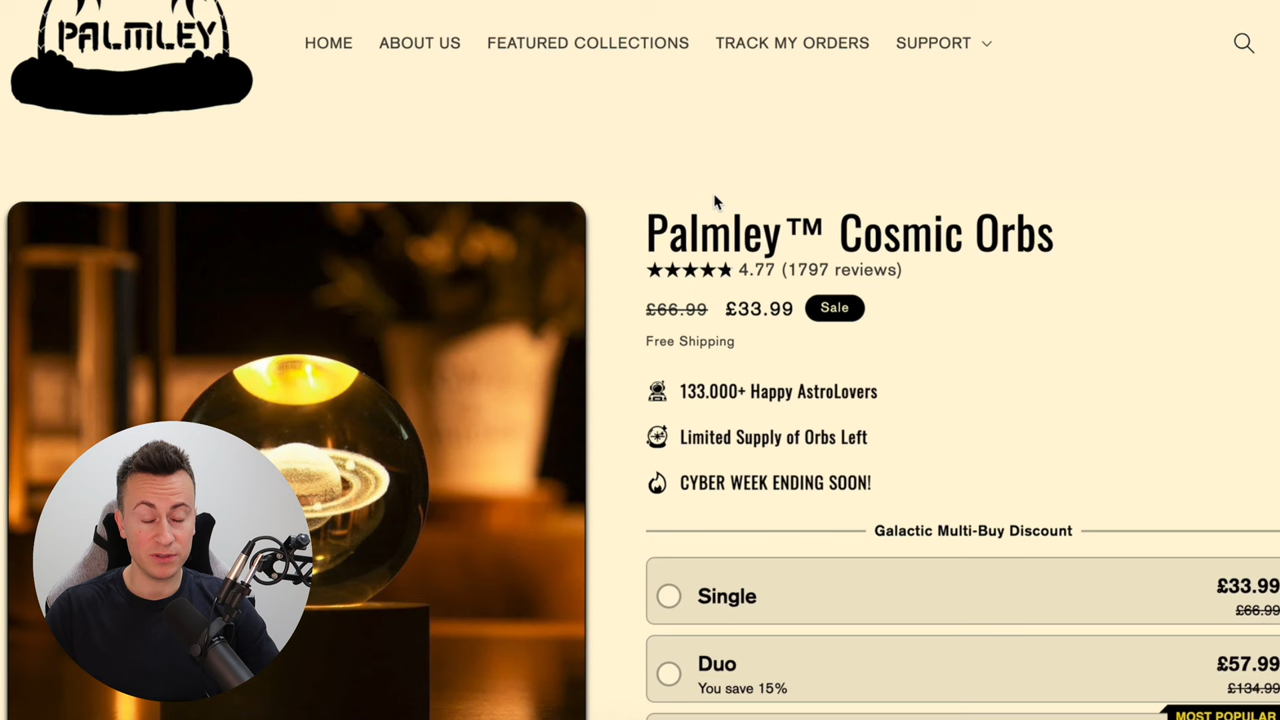 PALMLEY
HOME ABOUT US FEATURED COLLECTIONS TRACK MY ORDERS SUPPORT
Palmley™ Cosmic Orbs
★★★★★ 4.77 (1797 reviews)
£66.99 £33.99 Sale
Free Shipping
133.000+ Happy AstroLovers
Limited Supply of Orbs Left
CYBER WEEK ENDING SOON!
Galactic Multi-Buy Discount
Single £33.99
£66.99
Duo £57.99
You save 15% £134.99
MOST POPULAR